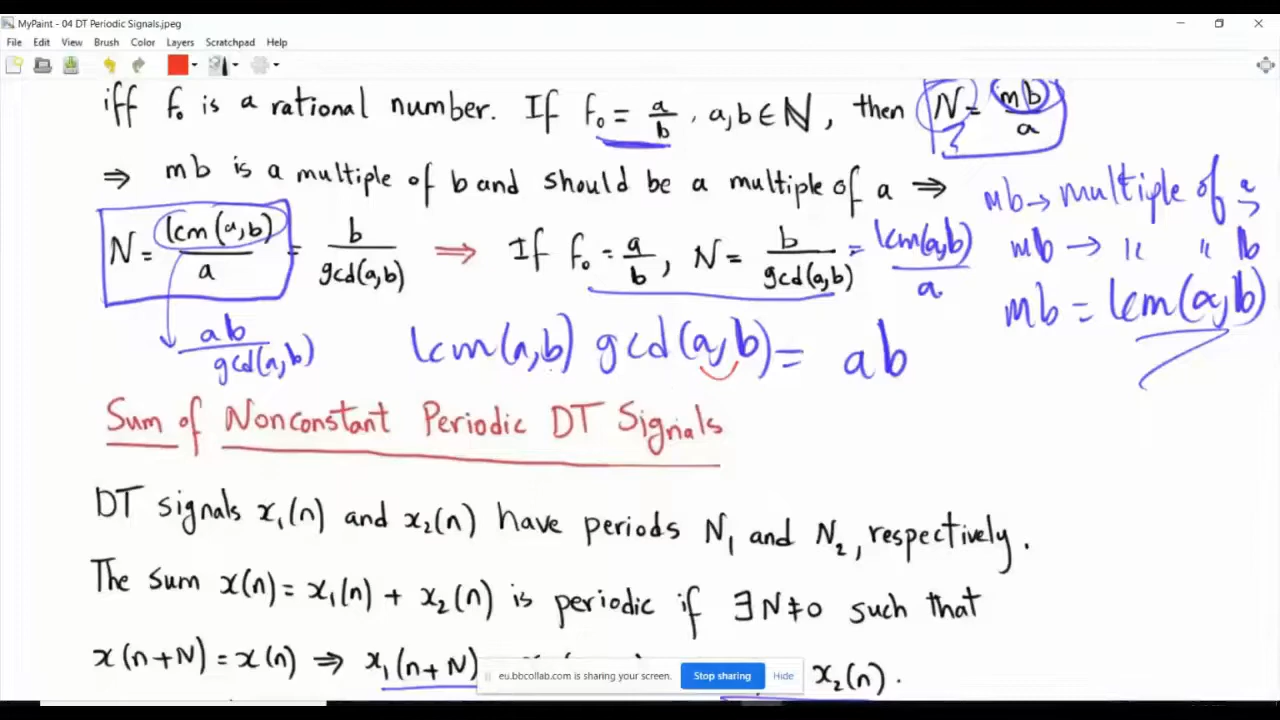 MyPaint - 04 DT Periodic Signals.jpeg
File Edit View Brush Color Layers Scratchpad Help
iff f₀ is a rational number. If f₀ = a/b, a,b ∈ ℕ, then N = mb/a
⇒ mb is a multiple of b and should be a multiple of a ⇒
mb → multiple of a
mb → " " b
mb = lcm(a,b)
N = lcm(a,b)/a = b/gcd(a,b) ⇒ If f₀ = a/b, N = b/gcd(a,b) = lcm(a,b)/a
ab/gcd(a,b)
lcm(a,b) gcd(a,b) = ab
Sum of Nonconstant Periodic DT Signals
DT signals x₁(n) and x₂(n) have periods N₁ and N₂, respectively.
The sum x(n) = x₁(n) + x₂(n) is periodic if ∃N≠0 such that
x(n+N) = x(n) ⇒ x₁(n+N) x₂(n).
eu.bbcollab.com is sharing your screen. Stop sharing Hide